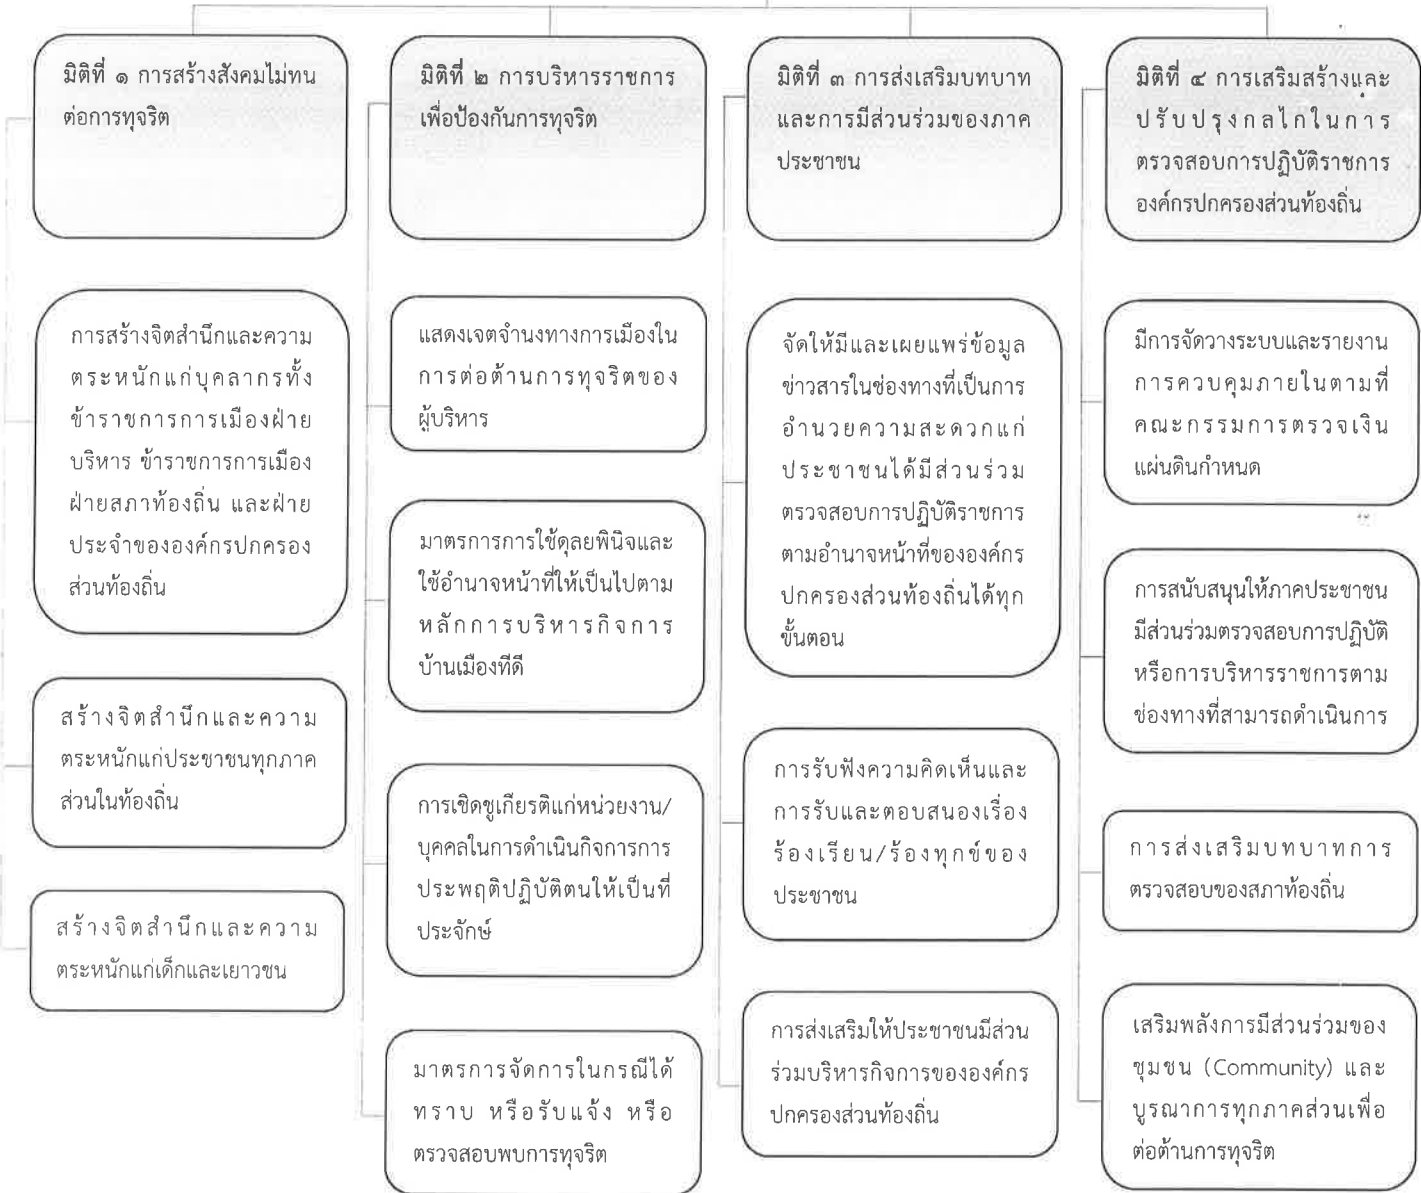 มิติที่ ๑ การสร้างสังคมไม่ทน
ต่อการทุจริต
การสร้างจิตสำนึกและความ
ตระหนักแก่บุคลากรทั้ง
ข้าราชการการเมืองฝ่าย
บริหาร ข้าราชการการเมือง
ฝ่ายสภาท้องถิ่น และฝ่าย
ประจำขององค์กรปกครอง
ส่วนท้องถิ่น
สร้างจิตสำนึกและความ
ตระหนักแก่ประชาชนทุกภาค
ส่วนในท้องถิ่น
สร้างจิตสำนึกและความ
ตระหนักแก่เด็กและเยาวชน
มิติที่ ๒ การบริหารราชการ
เพื่อป้องกันการทุจริต
แสดงเจตจำนงทางการเมืองใน
การต่อต้านการทุจริตของ
ผู้บริหาร
มาตรการการใช้ดุลยพินิจและ
ใช้อำนาจหน้าที่ให้เป็นไปตาม
หลักการบริหารกิจการ
บ้านเมืองทีดี
การเชิดชูเกียรติแก่หน่วยงาน/
บุคคลในการดำเนินกิจการการ
ประพฤติปฏิบัติตนให้เป็นที่
ประจักษ์
มาตรการจัดการในกรณีได้
ทราบ หรือรับแจ้ง หรือ
ตรวจสอบพบการทุจริต
มิติที่ ๓ การส่งเสริมบทบาท
และการมีส่วนร่วมของภาค
ประชาชน
จัดให้มีและเผยแพร่ข้อมูล
ข่าวสารในช่องทางที่เป็นการ
อำนวยความสะดวกแก่
ประชาชนได้มีส่วนร่วม
ตรวจสอบการปฏิบัติราชการ
ตามอำนาจหน้าที่ขององค์กร
ปกครองส่วนท้องถิ่นได้ทุก
ขั้นตอน
การรับฟังความคิดเห็นและ
การรับและตอบสนองเรื่อง
ร้องเรียน/ร้องทุกข์ของ
ประชาชน
การส่งเสริมให้ประชาชนมีส่วน
ร่วมบริหารกิจการขององค์กร
ปกครองส่วนท้องถิ่น
มิติที่ ๔ การเสริมสร้างและ
ปรับปรุงกลไกในการ
ตรวจสอบการปฏิบัติราชการ
องค์กรปกครองส่วนท้องถิ่น
มีการจัดวางระบบและรายงาน
การควบคุมภายในตามที่
คณะกรรมการตรวจเงิน
แผ่นดินกำหนด
การสนับสนุนให้ภาคประชาชน
มีส่วนร่วมตรวจสอบการปฏิบัติ
หรือการบริหารราชการตาม
ช่องทางที่สามารถดำเนินการ
การส่งเสริมบทบาทการ
ตรวจสอบของสภาท้องถิ่น
เสริมพลังการมีส่วนร่วมของ
ชุมชน (Community) และ
บูรณาการทุกภาคส่วนเพื่อ
ต่อต้านการทุจริต